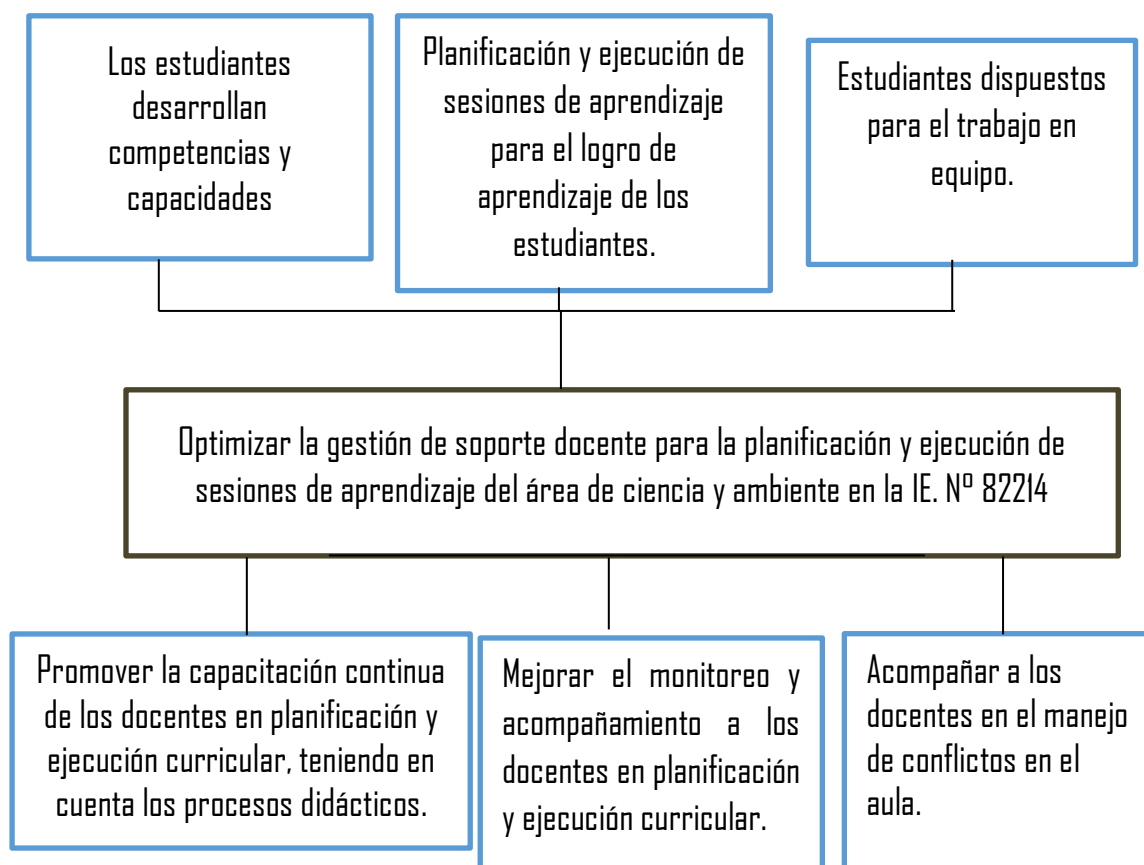 Los estudiantes
desarrollan
competencias y
capacidades
Planificación y ejecución de
sesiones de aprendizaje
para el logro de
aprendizaje de los
estudiantes.
Estudiantes dispuestos
para el trabajo en
equipo.
Optimizar la gestión de soporte docente para la planificación y ejecución de
sesiones de aprendizaje del área de ciencia y ambiente en la IE. Nº 82214
Promover la capacitación continua
de los docentes en planificación y
ejecución curricular, teniendo en
cuenta los procesos didácticos.
Mejorar el monitoreo y
acompañamiento a los
docentes en planificación
y ejecución curricular.
Acompañar a los
docentes en el manejo
de conflictos en el
aula.